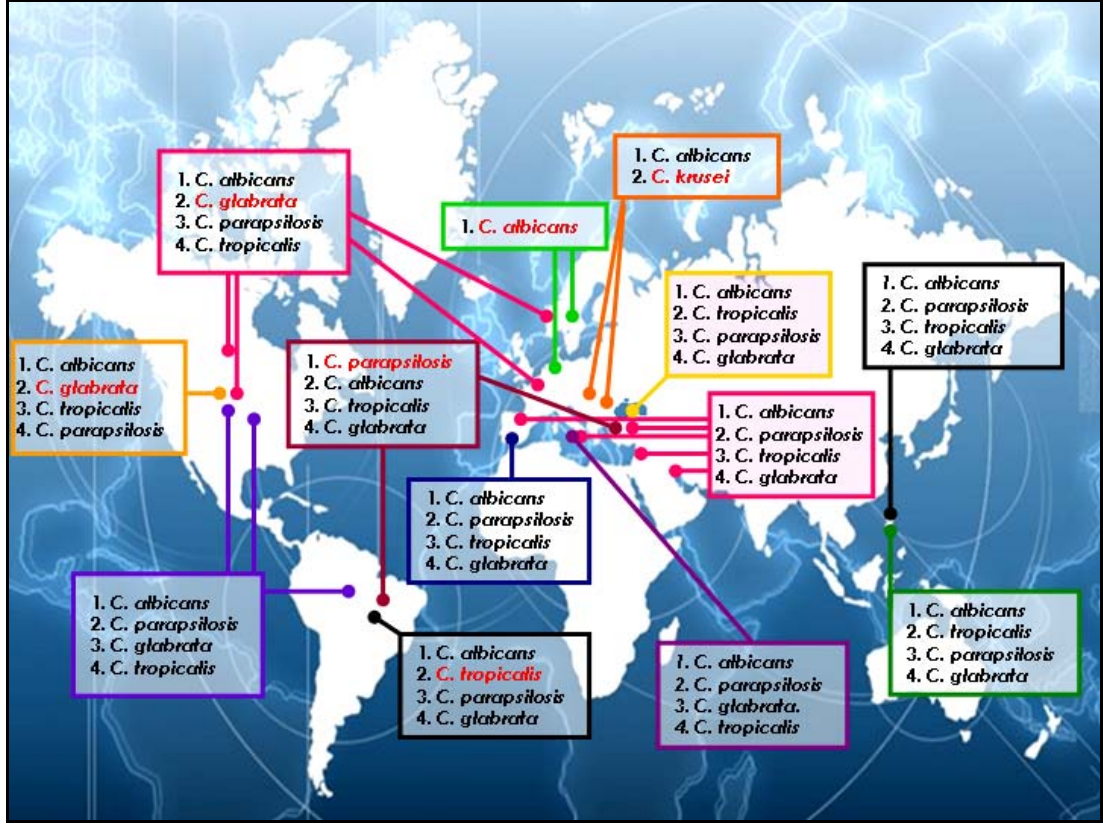 1. C. albicans
2. C. krusei
1. C. albicans
2. C. glabrata
3. C. parapsilosis
4. C. tropicalis
1. C. albicans
1. C. albicans
2. C. tropicalis
3. C. parapsilosis
4. C. glabrata
1. C. albicans
2. C. parapsilosis
3. C. tropicalis
4. C. glabrata
1. C. albicans
2. C. glabrata
3. C. tropicalis
4. C. parapsilosis
1. C. parapsilosis
2. C. albicans
3. C. tropicalis
4. C. glabrata
1. C. albicans
2. C. parapsilosis
3. C. tropicalis
4. C. glabrata
1. C. albicans
2. C. parapsilosis
3. C. tropicalis
4. C. glabrata
1. C. albicans
2. C. parapsilosis
3. C. glabrata
4. C. tropicalis
1. C. albicans
2. C. tropicalis
3. C. parapsilosis
4. C. glabrata
1. C. albicans
2. C. parapsilosis
3. C. glabrata.
4. C. tropicalis
1. C. albicans
2. C. tropicalis
3. C. parapsilosis
4. C. glabrata